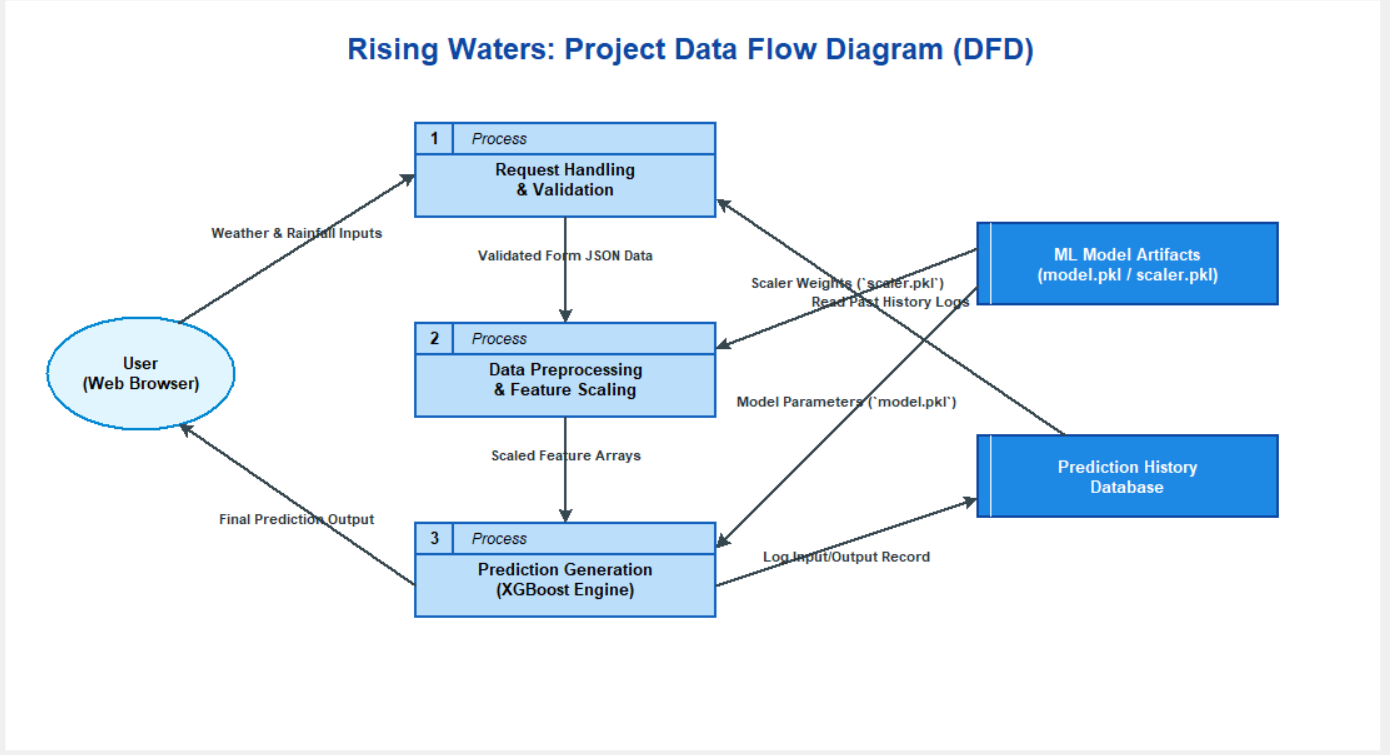 Rising Waters: Project Data Flow Diagram (DFD)
1 Process
Request Handling
& Validation
Weather & Rainfall Inputs
Validated Form JSON Data
ML Model Artifacts
(model.pkl / scaler.pkl)
Scaler Weights (`scaler.pkl`)
Read Past History Logs
2 Process
Data Preprocessing
& Feature Scaling
User
(Web Browser)
Model Parameters (`model.pkl`)
Scaled Feature Arrays
Prediction History
Database
Final Prediction Output
3 Process
Prediction Generation
(XGBoost Engine)
Log Input/Output Record